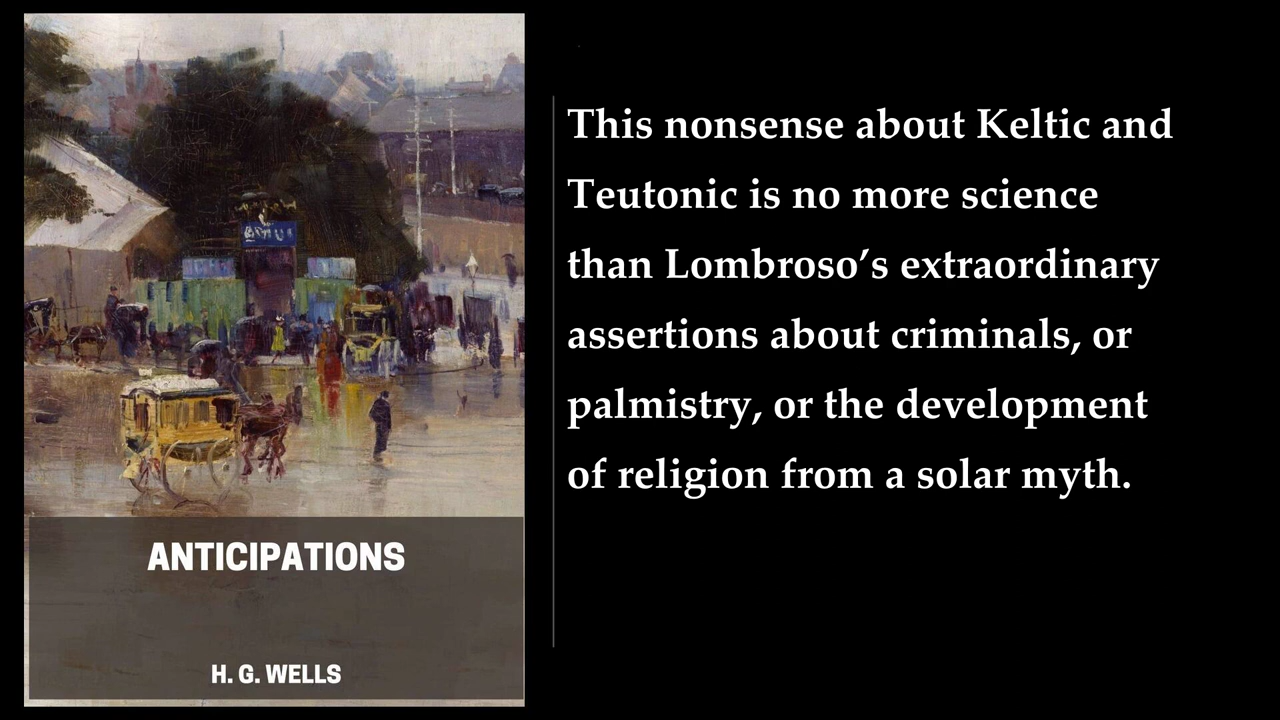 ANTICIPATIONS
H. G. WELLS
This nonsense about Keltic and
Teutonic is no more science
than Lombroso’s extraordinary
assertions about criminals, or
palmistry, or the development
of religion from a solar myth.